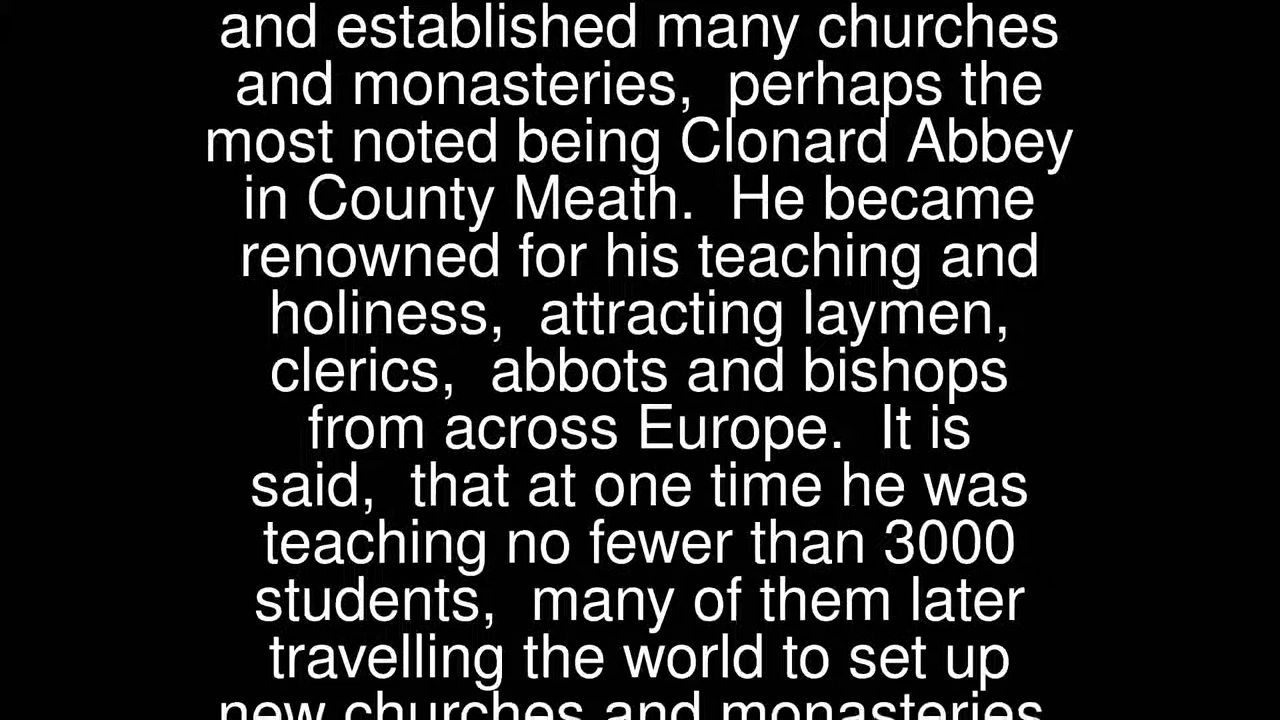 and established many churches
and monasteries,  perhaps the
most noted being Clonard Abbey
in County Meath.  He became
renowned for his teaching and
holiness,  attracting laymen,
clerics,  abbots and bishops
from across Europe.  It is
said,  that at one time he was
teaching no fewer than 3000
students,  many of them later
travelling the world to set up
new churches and monasteries